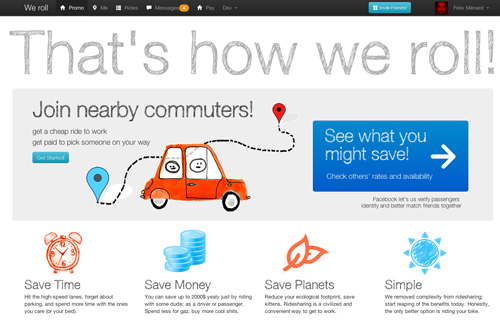 We roll Promo Me Rides Messages 4 Pay Dev Invite Friends! Félix Ménard
That's how we roll!
Join nearby commuters!
get a cheap ride to work
get paid to pick someone on your way
Get Started!
See what you
might save!
Check others' rates and availability
Facebook let's us verify passengers
identity and better match friends together
Save Time
Hit the high-speed lanes, forget about
parking, and spend more time with the ones
you care (or your bed).
Save Money
You can save up to 2000$ yealy just by riding
with some dude; as a driver or passenger.
Spend less for gaz, buy more cool shits.
Save Planets
Reduce your ecological footprint, save
kittens. Ridesharing is a civilized and
convenient way to get to work.
Simple
We removed complexity from ridesharing:
start reaping the benefits today. Honestly,
the only better option is riding your bike.